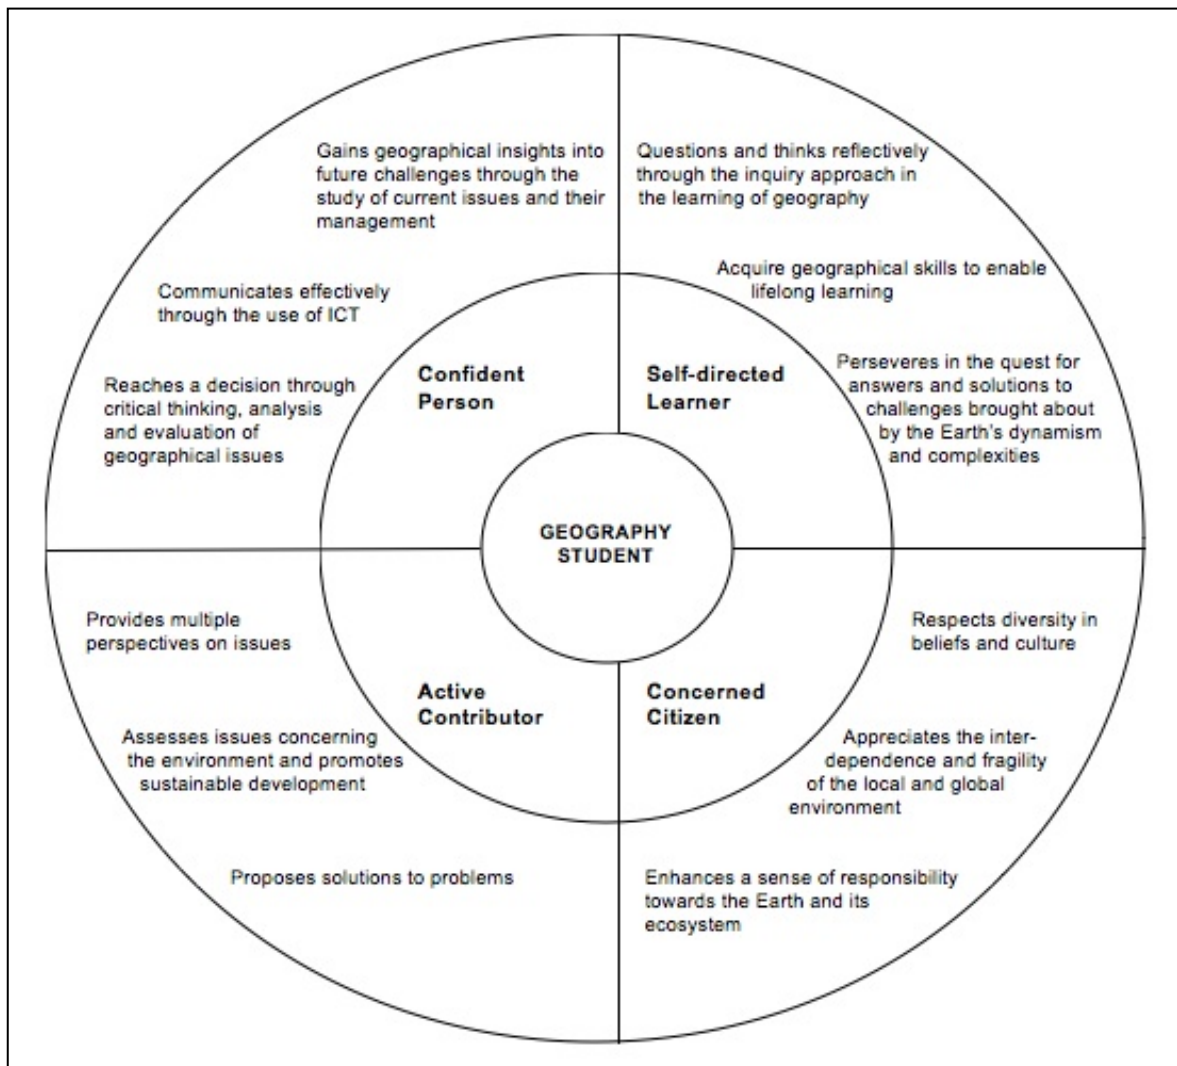 Gains geographical insights into
future challenges through the
study of current issues and their
management
Communicates effectively
through the use of ICT
Reaches a decision through
critical thinking, analysis
and evaluation of
geographical issues
Confident
Person
Questions and thinks reflectively
through the inquiry approach in
the learning of geography
Acquire geographical skills to enable
lifelong learning
Perseveres in the quest for
answers and solutions to
challenges brought about
by the Earth's dynamism
and complexities
Self-directed
Learner
GEOGRAPHY
STUDENT
Provides multiple
perspectives on issues
Assesses issues concerning
the environment and promotes
sustainable development
Proposes solutions to problems
Active
Contributor
Concerned
Citizen
Respects diversity in
beliefs and culture
Appreciates the inter-
dependence and fragility
of the local and global
environment
Enhances a sense of responsibility
towards the Earth and its
ecosystem